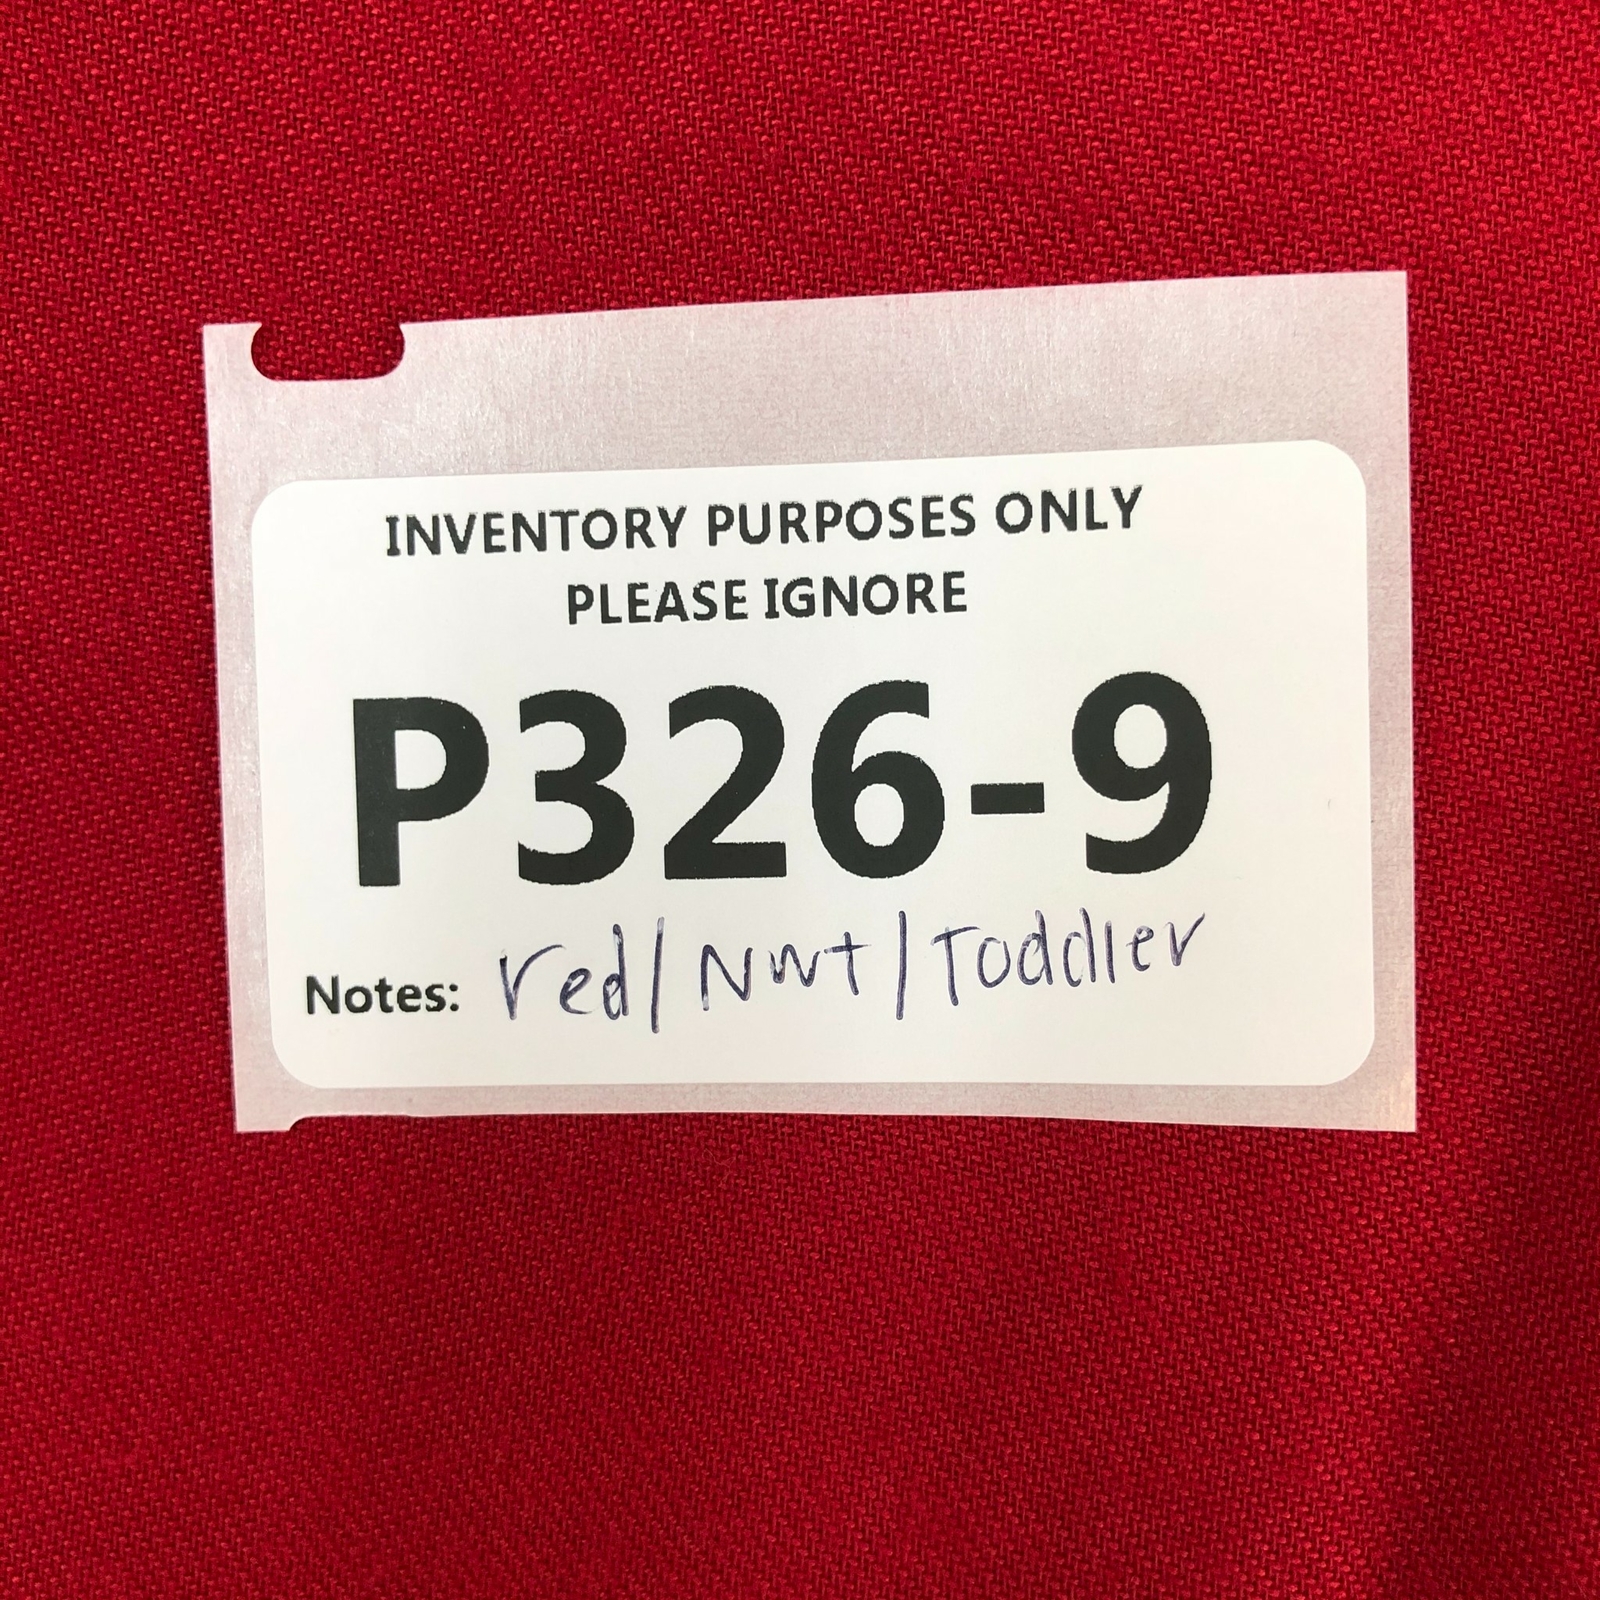 INVENTORY PURPOSES ONLY
PLEASE IGNORE
P326-9
Notes: red/NWT/Toddler